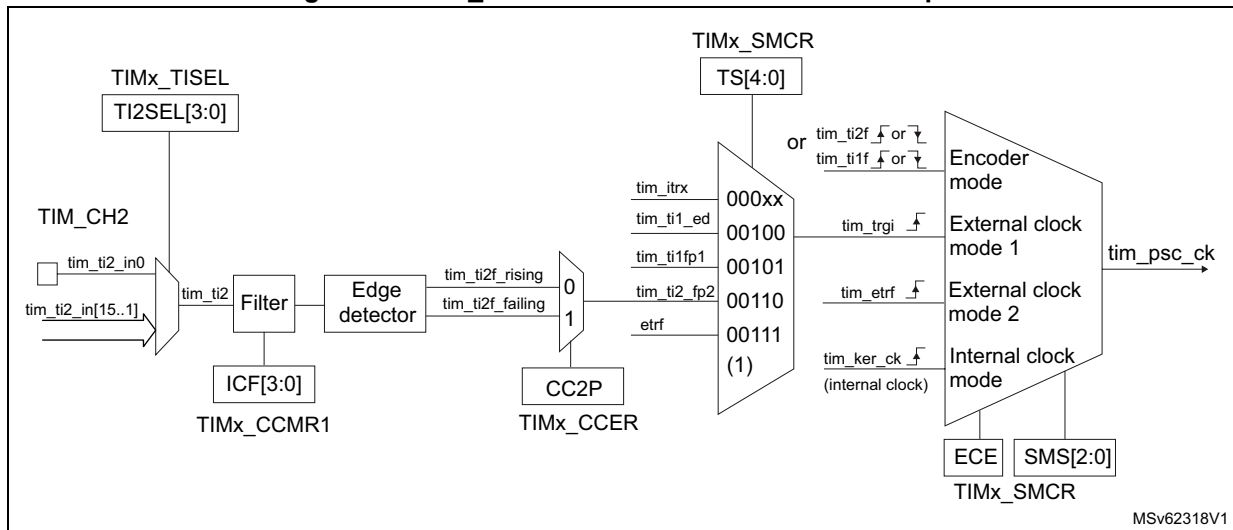 TIMx_SMCR
TS[4:0]
TIMx_TISEL
TI2SEL[3:0]
TIM_CH2
tim_ti2_in0
tim_ti2_in[15..1]
tim_ti2
Filter
ICF[3:0]
TIMx_CCMR1
Edge
detector
tim_ti2f_rising
tim_ti2f_failing
0
1
CC2P
TIMx_CCER
tim_itrx
tim_ti1_ed
tim_ti1fp1
tim_ti2_fp2
etrf
000xx
00100
00101
00110
00111
(1)
or tim_ti2f or
tim_ti1f or
Encoder
mode
tim_trgi
External clock
mode 1
tim_etrf
External clock
mode 2
tim_ker_ck
(internal clock)
Internal clock
mode
tim_psc_ck
ECE
SMS[2:0]
TIMx_SMCR
MSv62318V1